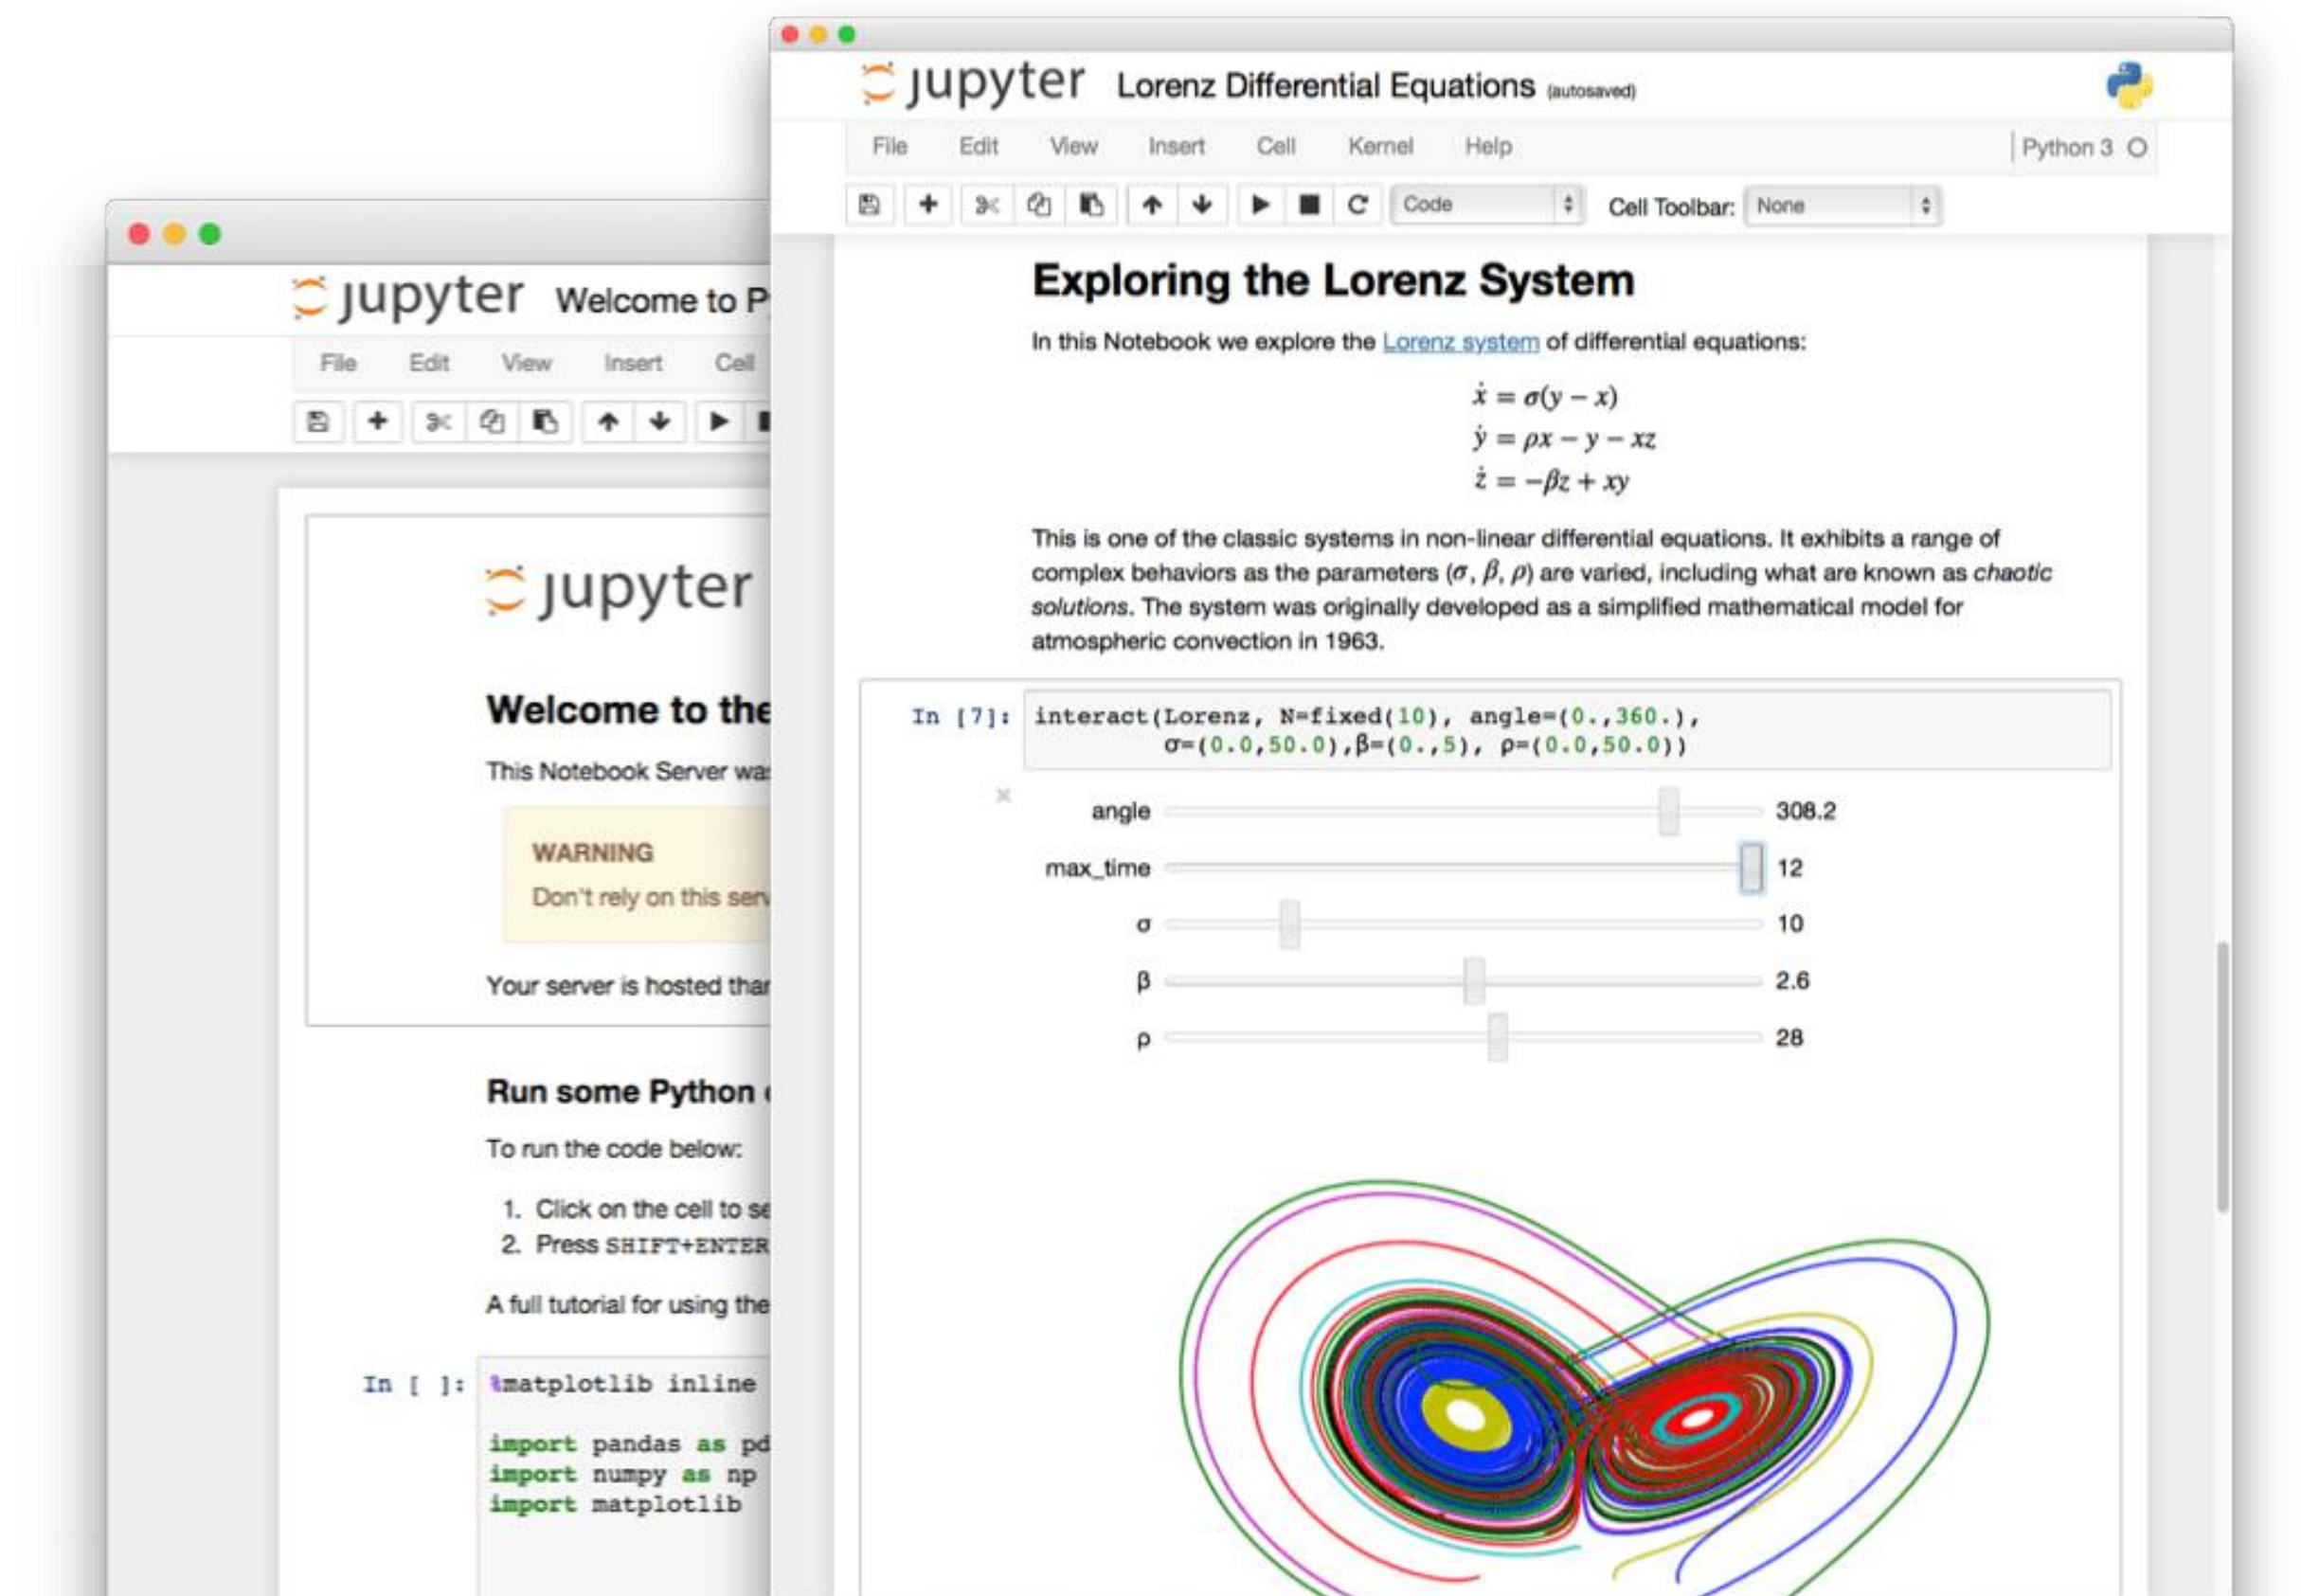 jupyter Lorenz Differential Equations (autosaved)
File Edit View Insert Cell Kernel Help Python 3
Code Cell Toolbar: None
Exploring the Lorenz System
In this Notebook we explore the Lorenz system of differential equations:
ẋ = σ(y − x)
ẏ = ρx − y − xz
ż = −βz + xy
This is one of the classic systems in non-linear differential equations. It exhibits a range of
complex behaviors as the parameters (σ, β, ρ) are varied, including what are known as chaotic
solutions. The system was originally developed as a simplified mathematical model for
atmospheric convection in 1963.
In [7]: interact(Lorenz, N=fixed(10), angle=(0.,360.),
σ=(0.0,50.0),β=(0.,5), ρ=(0.0,50.0))
angle 308.2
max_time 12
σ 10
β 2.6
ρ 28
jupyter Welcome to P
File Edit View Insert Cell
jupyter
Welcome to the
This Notebook Server was
WARNING
Don't rely on this serv
Your server is hosted than
Run some Python
To run the code below:
1. Click on the cell to se
2. Press SHIFT+ENTER
A full tutorial for using the
In [ ]: %matplotlib inline
import pandas as pd
import numpy as np
import matplotlib